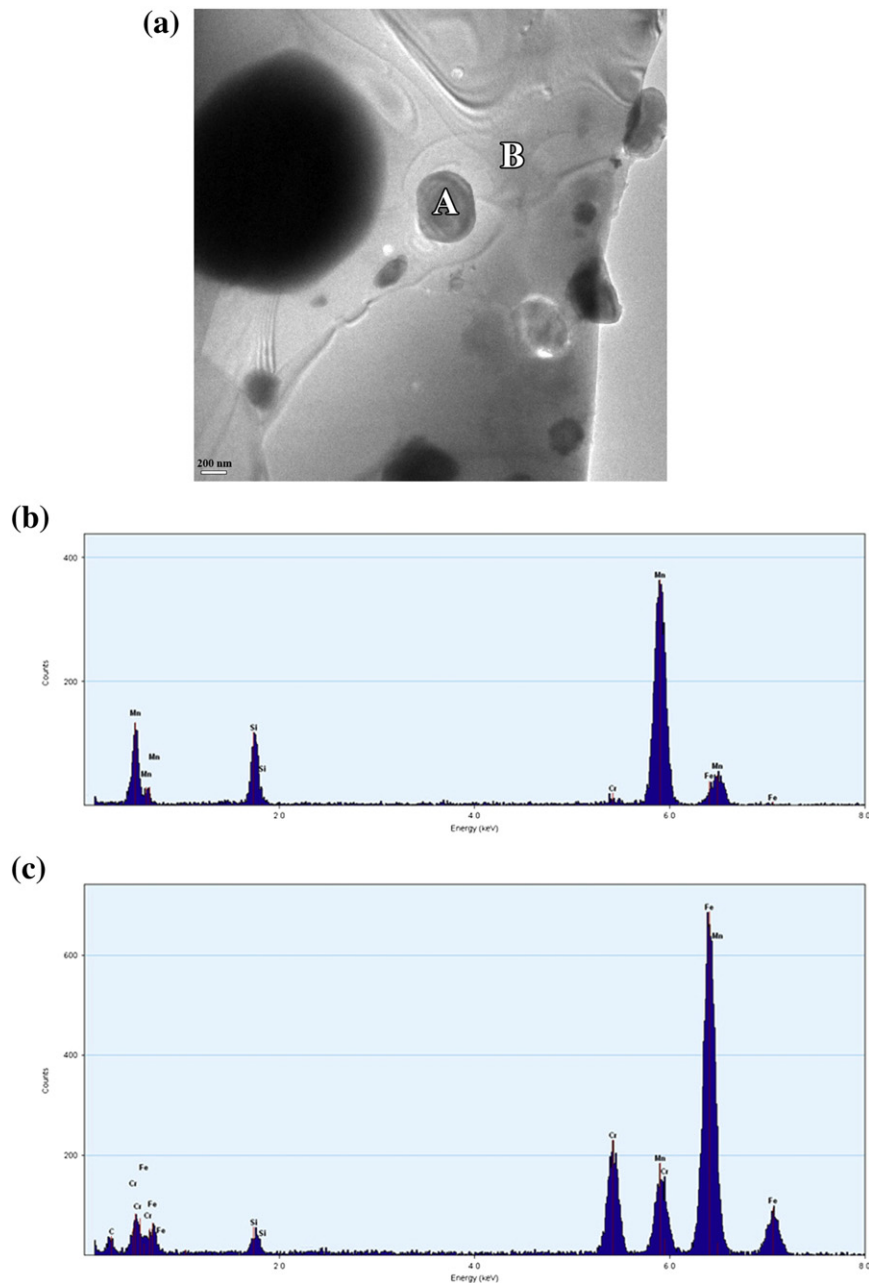 (a)
B
A
200 nm
(b)
400
Mn
Mn
Mn
Mn
Si
Si
Cr
Fe
Mn
Fe
200
Counts
2 0
4 0
6 0
8 0
Energy (keV)
(c)
Fe
Mn
600
400
Cr
200
Mn
Cr
Fe
Fe
Cr
Cr
Fe
Cr
Fe
C
Si
Si
Counts
2 0
4 0
6 0
8 0
Energy (keV)